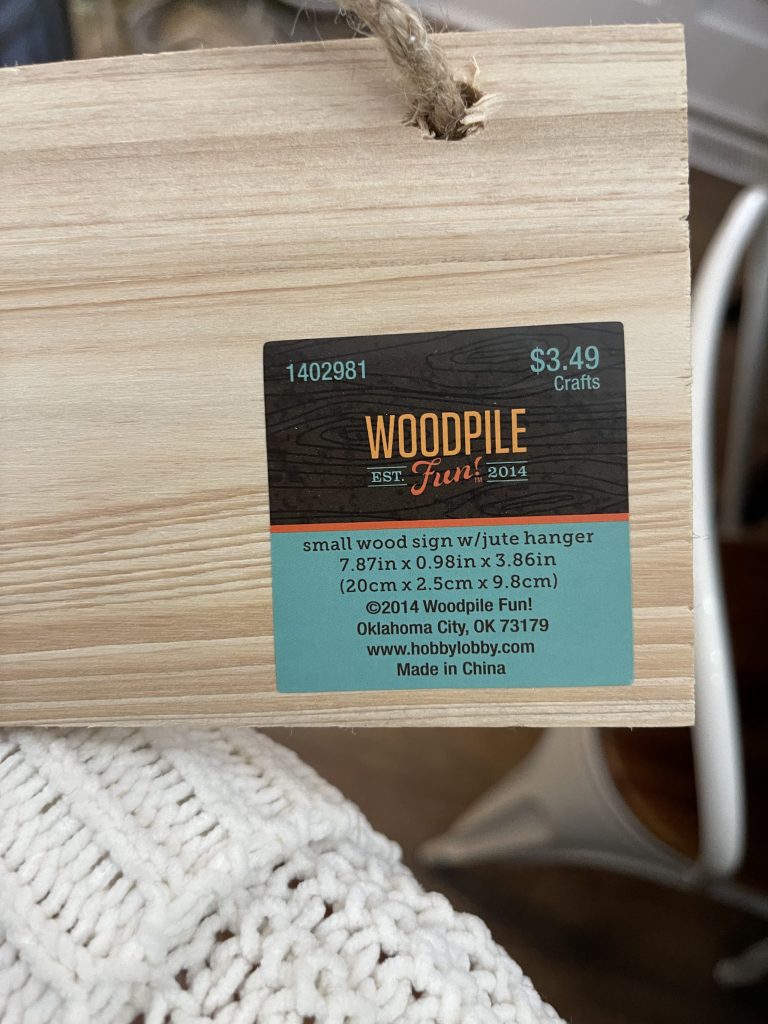 1402981 $3.49
Crafts
WOODPILE
EST. Fun!™ 2014
small wood sign w/jute hanger
7.87in x 0.98in x 3.86in
(20cm x 2.5cm x 9.8cm)
©2014 Woodpile Fun!
Oklahoma City, OK 73179
www.hobbylobby.com
Made in China